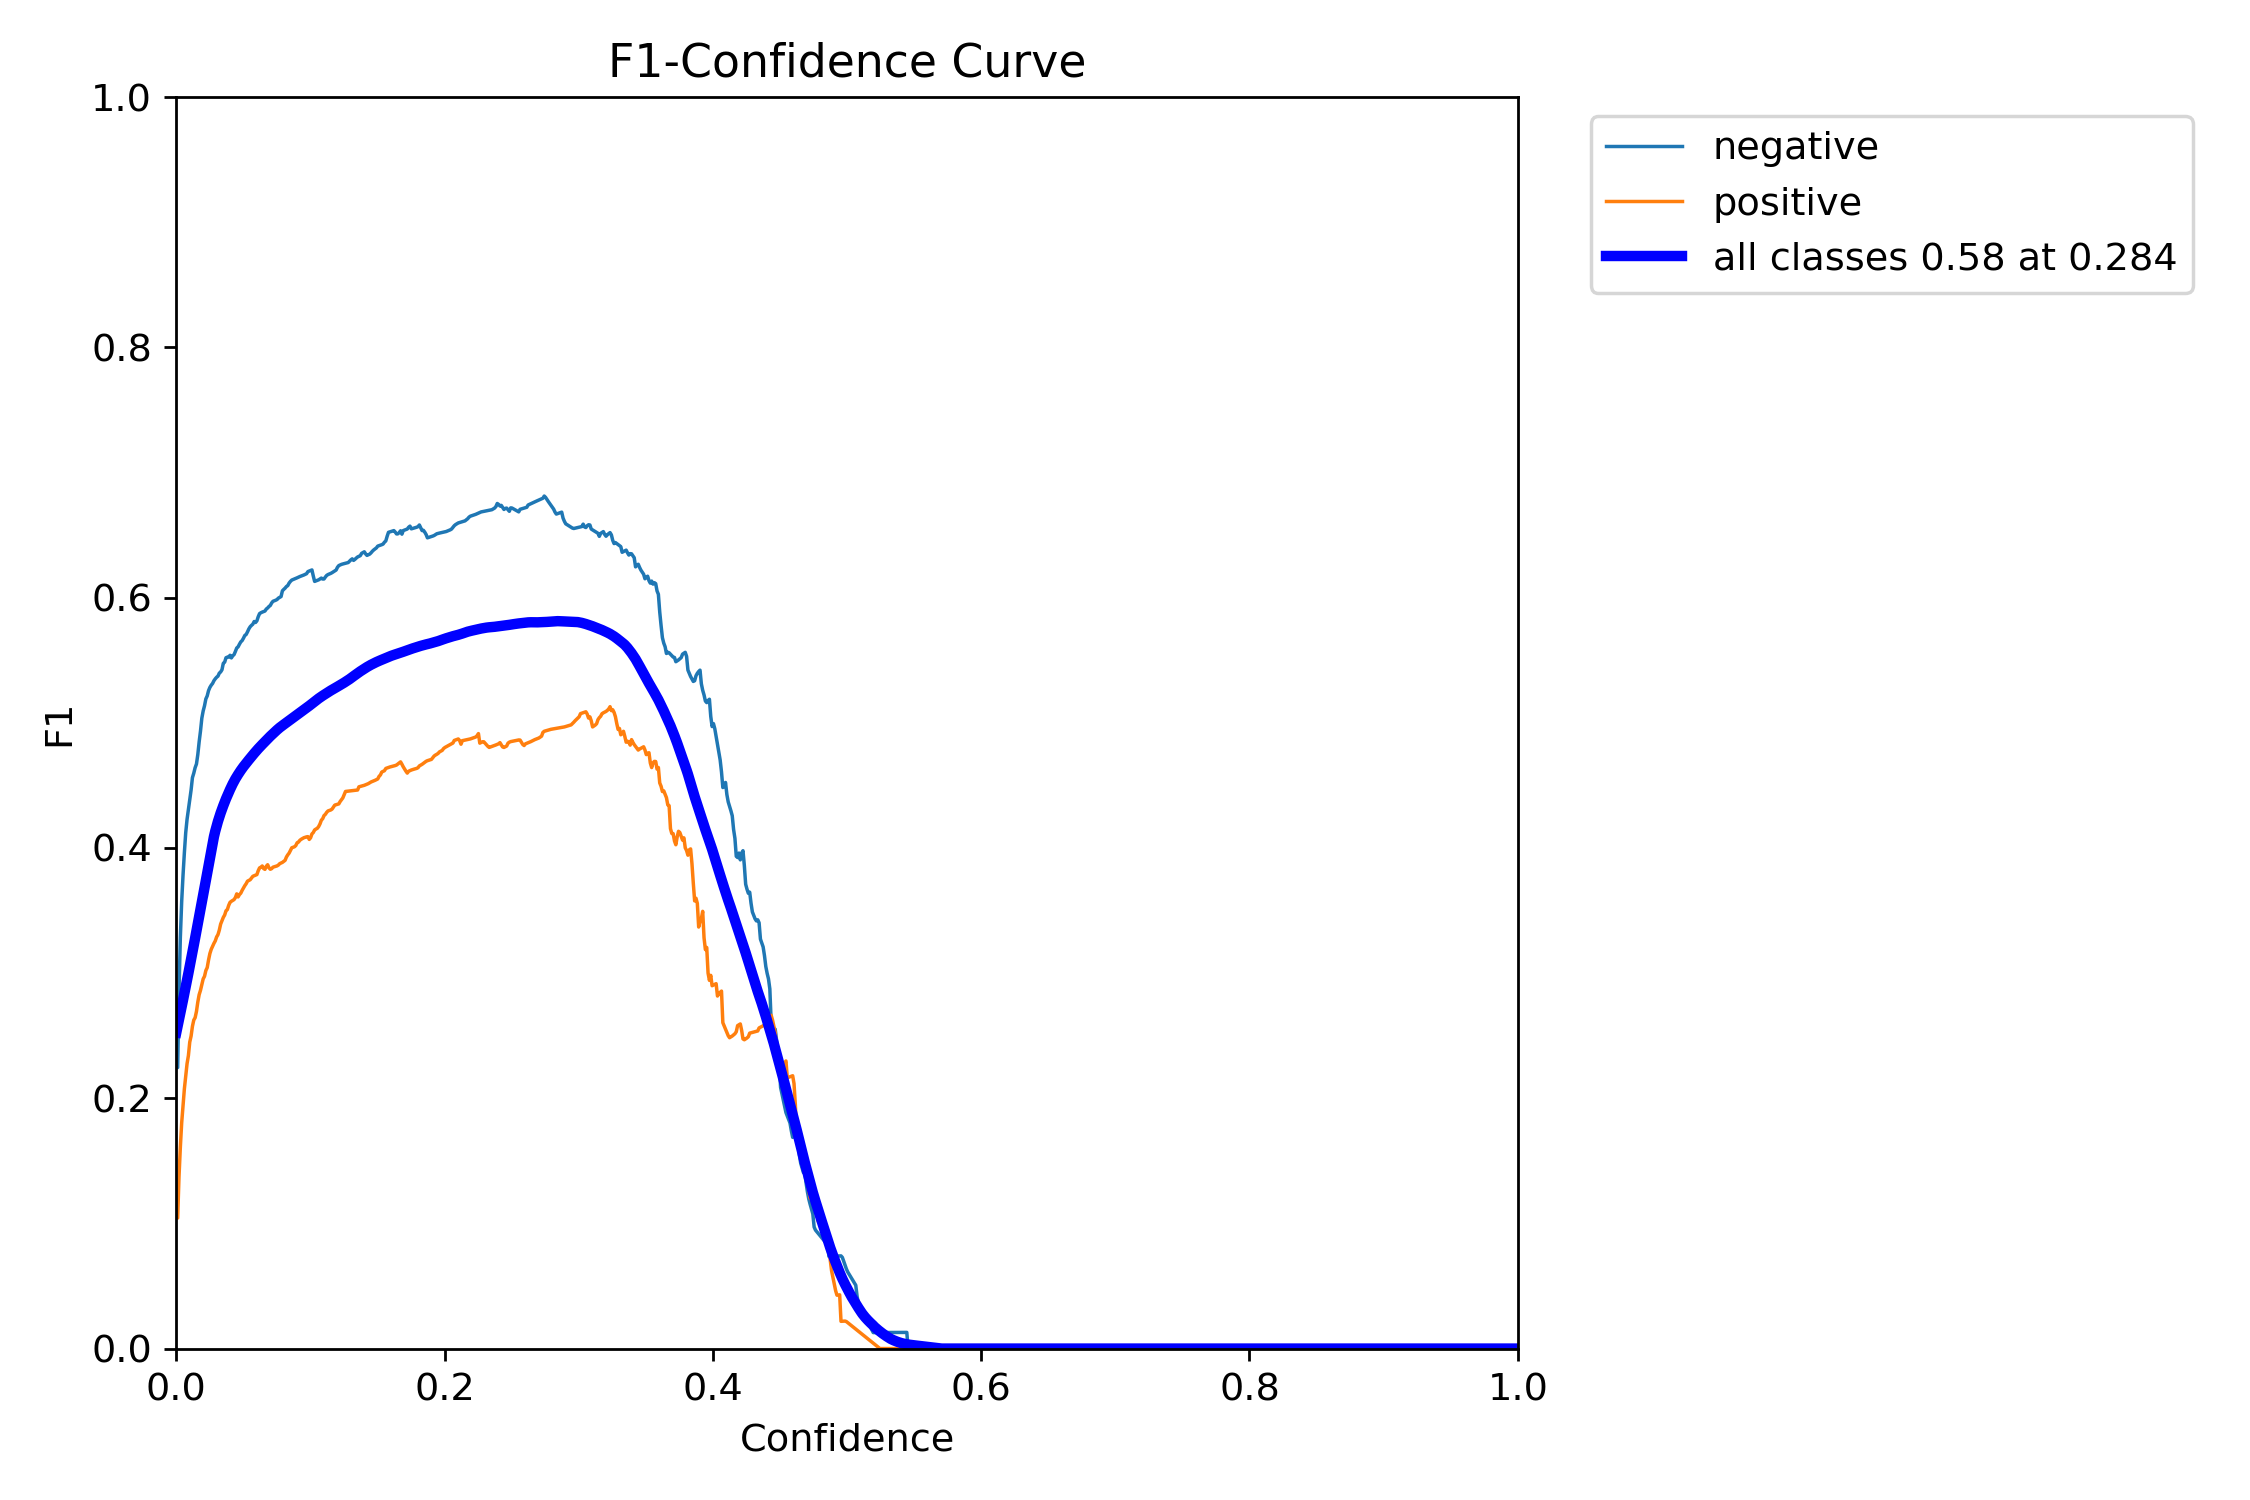 F1-Confidence Curve
1.0
0.8
0.6
0.4
0.2
0.0
F1
0.0 0.2 0.4 0.6 0.8 1.0
Confidence
negative
positive
all classes 0.58 at 0.284